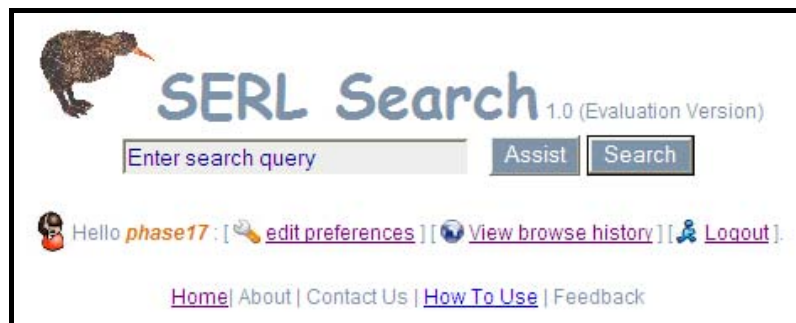 SERL Search 1.0 (Evaluation Version)
Enter search query Assist Search
Hello phase17 : [ edit preferences ] [ View browse history ] [ Logout ].
Home| About | Contact Us | How To Use | Feedback